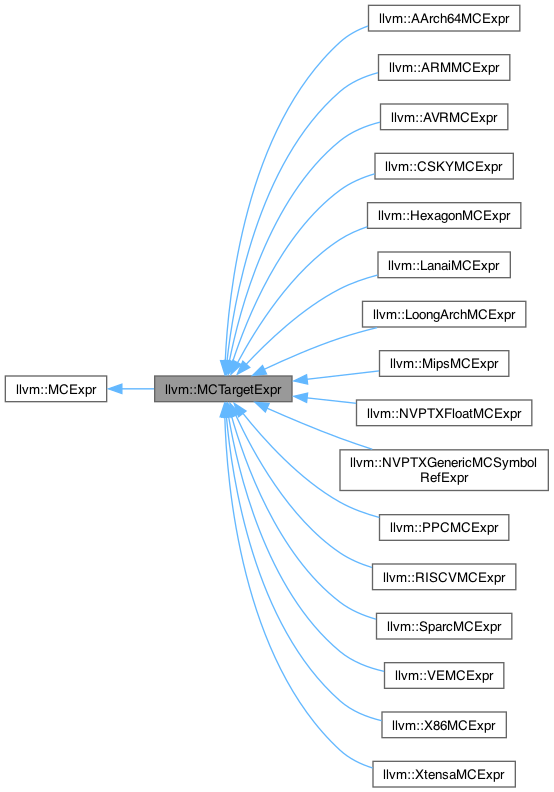 llvm::AArch64MCExpr
llvm::ARMMCExpr
llvm::AVRMCExpr
llvm::CSKYMCExpr
llvm::HexagonMCExpr
llvm::LanaiMCExpr
llvm::LoongArchMCExpr
llvm::MipsMCExpr
llvm::MCExpr
llvm::MCTargetExpr
llvm::NVPTXFloatMCExpr
llvm::NVPTXGenericMCSymbol
RefExpr
llvm::PPCMCExpr
llvm::RISCVMCExpr
llvm::SparcMCExpr
llvm::VEMCExpr
llvm::X86MCExpr
llvm::XtensaMCExpr